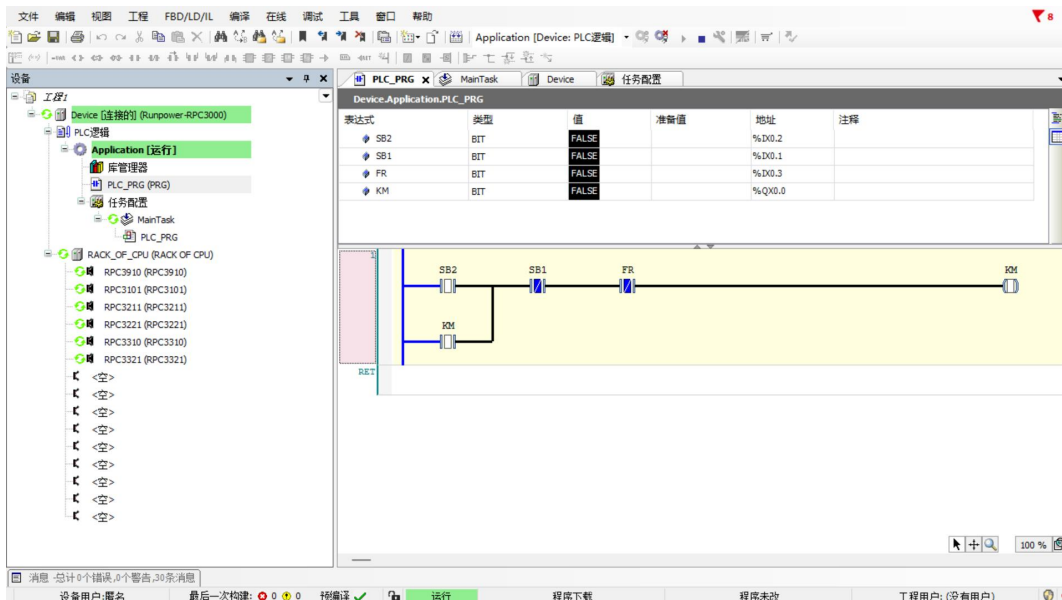 文件 编辑 视图 工程 FBD/LD/IL 编译 在线 调试 工具 窗口 帮助
8
Application [Device: PLC逻辑]
设备
工程1
Device [连接的] (Runpower-RPC3000)
PLC逻辑
Application [运行]
库管理器
PLC_PRG (PRG)
任务配置
MainTask
PLC_PRG
RACK_OF_CPU (RACK OF CPU)
RPC3910 (RPC3910)
RPC3101 (RPC3101)
RPC3211 (RPC3211)
RPC3221 (RPC3221)
RPC3310 (RPC3310)
RPC3321 (RPC3321)
<空>
<空>
<空>
<空>
<空>
<空>
<空>
<空>
<空>
PLC_PRG MainTask Device 任务配置
Device.Application.PLC_PRG
表达式 类型 值 准备值 地址 注释
SB2 BIT FALSE %IX0.2
SB1 BIT FALSE %IX0.1
FR BIT FALSE %IX0.3
KM BIT FALSE %QX0.0
1
SB2 SB1 FR KM
KM
RET
100 %
消息 -总计0个错误,0个警告,30条消息
设备用户:匿名 最后一次构建: 0 0 预编译 运行 程序下载 程序未改 工程用户: (没有用户)